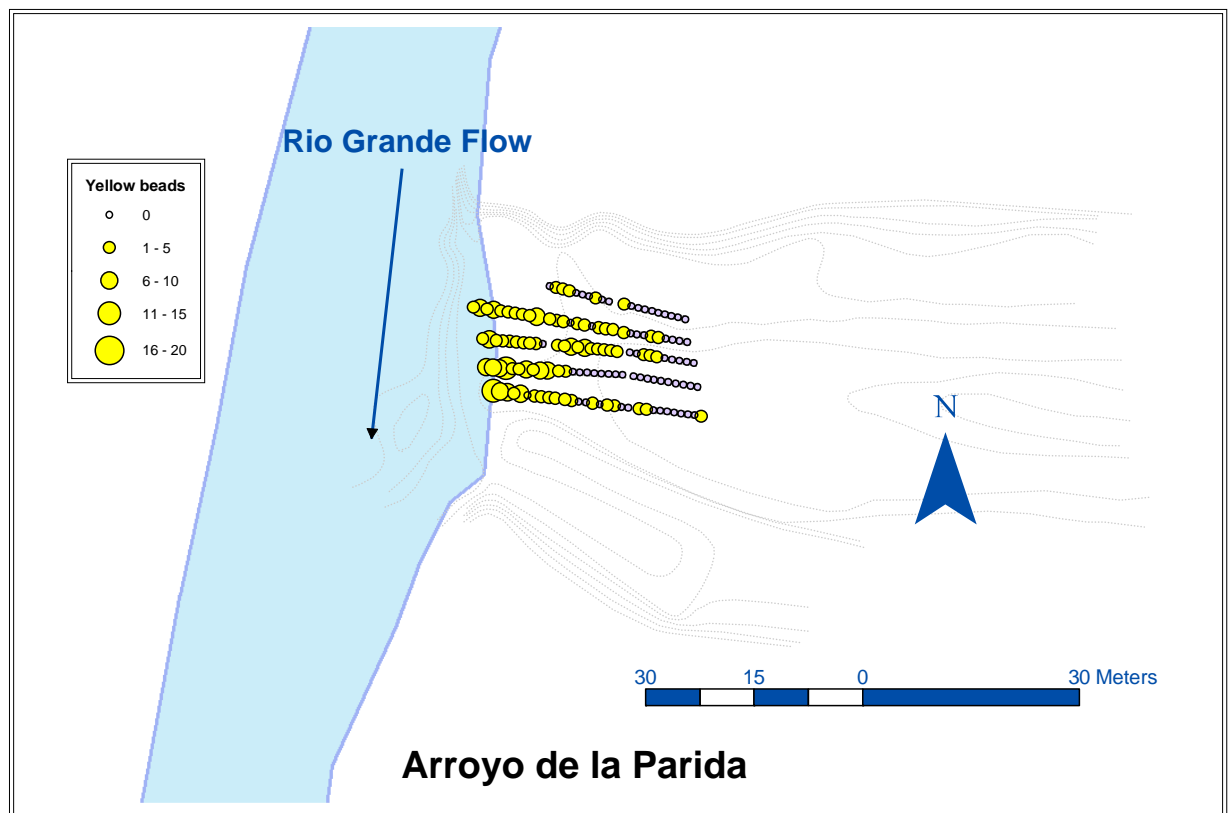 Rio Grande Flow
Yellow beads
0
1 - 5
6 - 10
11 - 15
16 - 20
N
30 15 0 30 Meters
Arroyo de la Parida